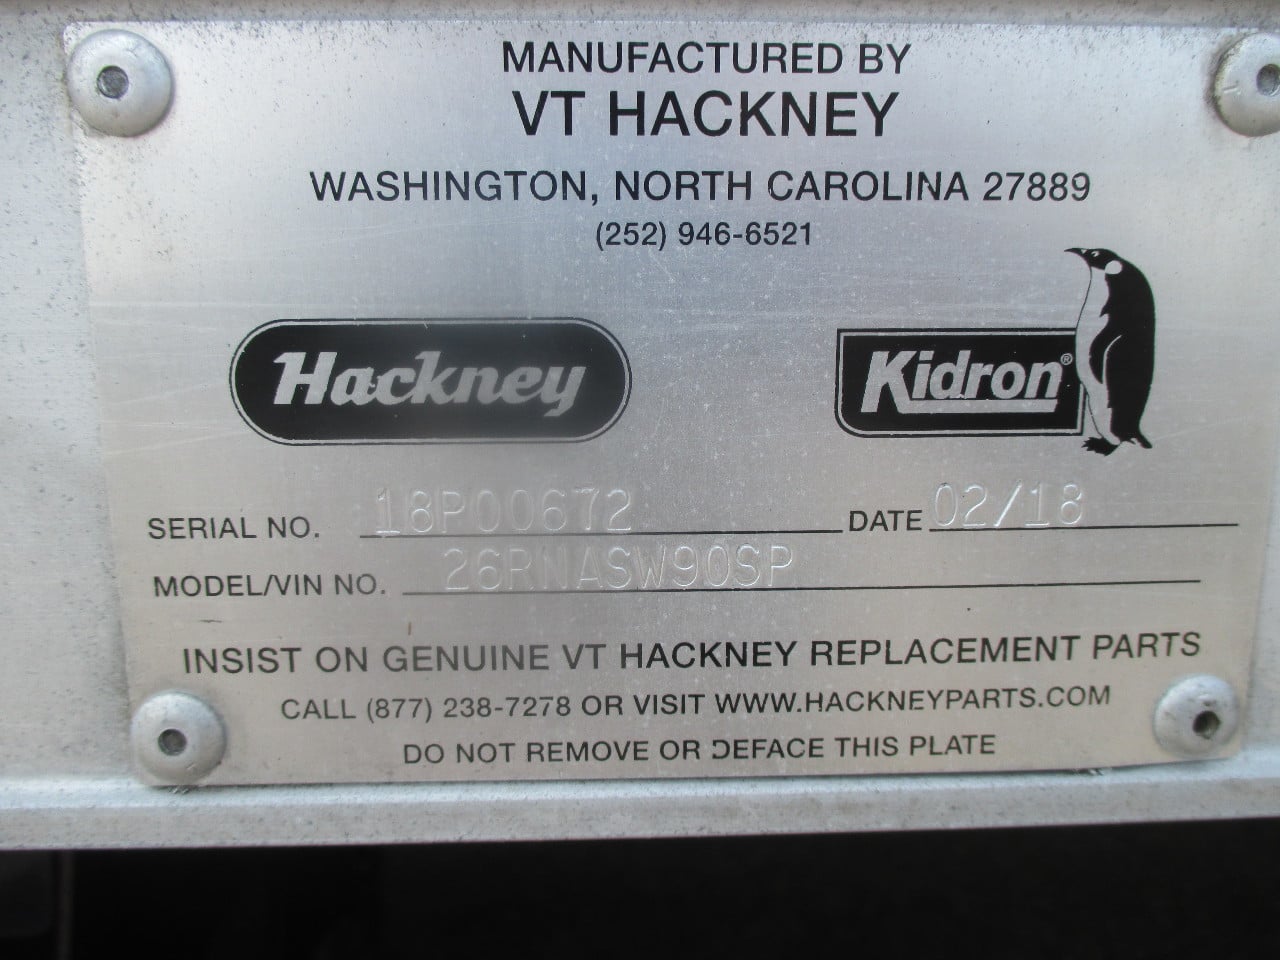 MANUFACTURED BY
VT HACKNEY
WASHINGTON, NORTH CAROLINA 27889
(252) 946-6521
Hackney
Kidron®
SERIAL NO. 18P00672 DATE 02/18
MODEL/VIN NO. 26RNASW90SP
INSIST ON GENUINE VT HACKNEY REPLACEMENT PARTS
CALL (877) 238-7278 OR VISIT WWW.HACKNEYPARTS.COM
DO NOT REMOVE OR DEFACE THIS PLATE